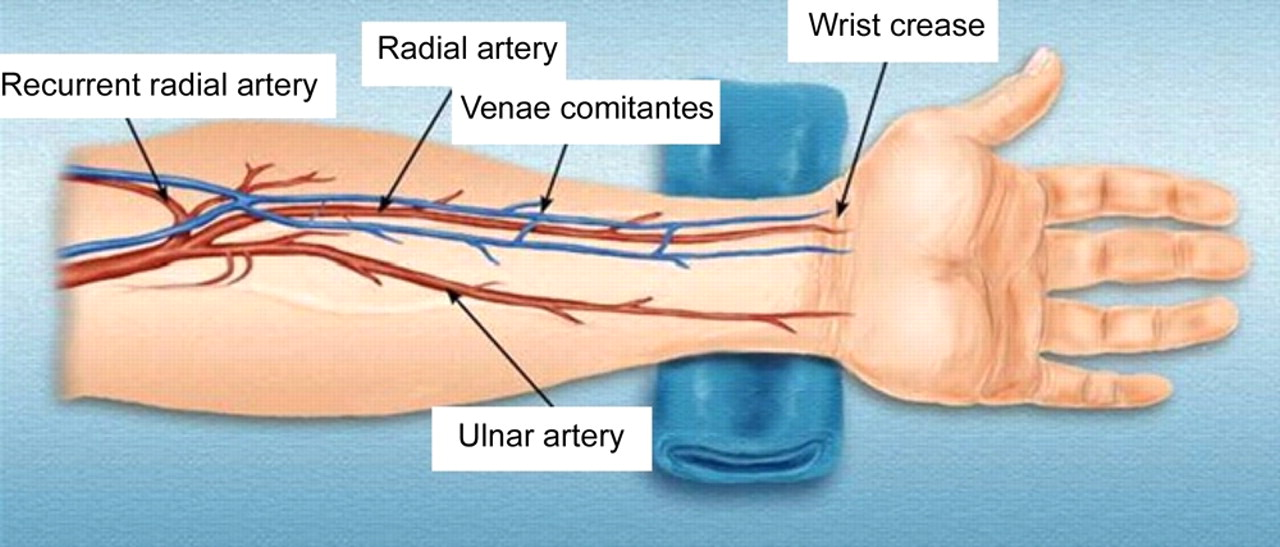 Wrist crease
Radial artery
Recurrent radial artery
Venae comitantes
Ulnar artery